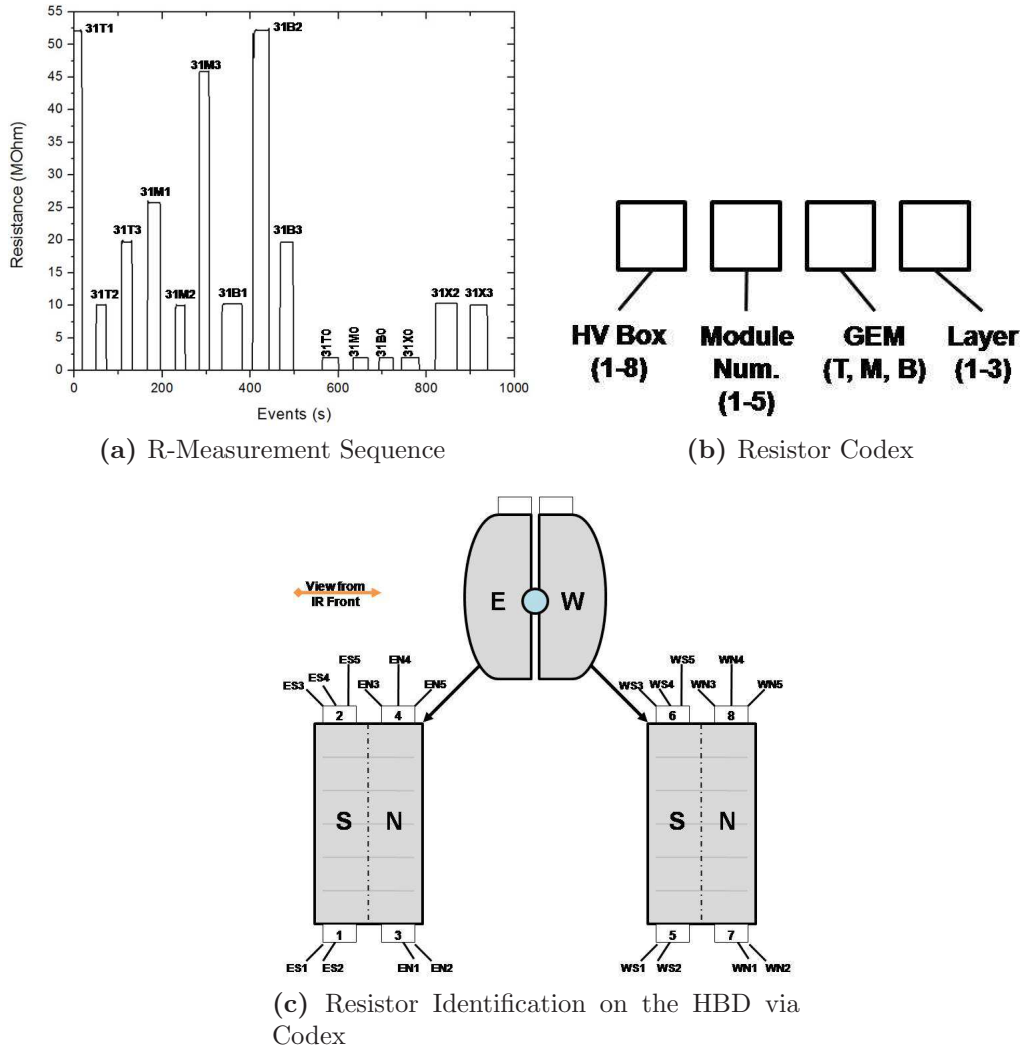 55
50
45
40
35
30
25
20
15
10
5
0
Resistance (MOhm)
31T1
31T2
31T3
31M1
31M2
31M3
31B1
31B2
31B3
31T0
31M0
31B0
31X0
31X2
31X3
0 200 400 600 800 1000
Events (s)
(a) R-Measurement Sequence
HV Box
(1-8)
Module
Num.
(1-5)
GEM
(T, M, B)
Layer
(1-3)
(b) Resistor Codex
View from
IR Front
E W
ES3
ES4
ES5
EN3
EN4
EN5
2 4
S N
1 3
ES1
ES2
EN1
EN2
WS3
WS4
WS5
WN3
WN4
WN5
6 8
S N
5 7
WS1
WS2
WN1
WN2
(c) Resistor Identification on the HBD via
Codex